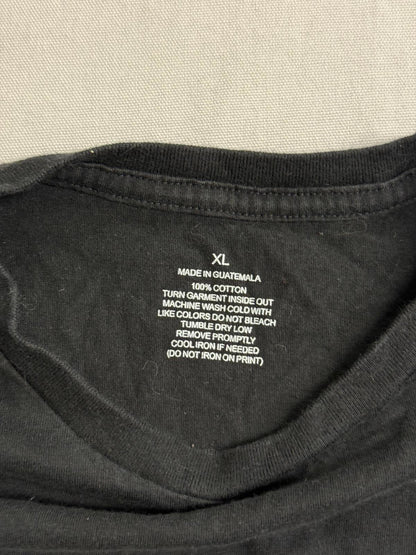 XL
MADE IN GUATEMALA
100% COTTON
TURN GARMENT INSIDE OUT
MACHINE WASH COLD WITH
LIKE COLORS DO NOT BLEACH
TUMBLE DRY LOW
REMOVE PROMPTLY
COOL IRON IF NEEDED
(DO NOT IRON ON PRINT)